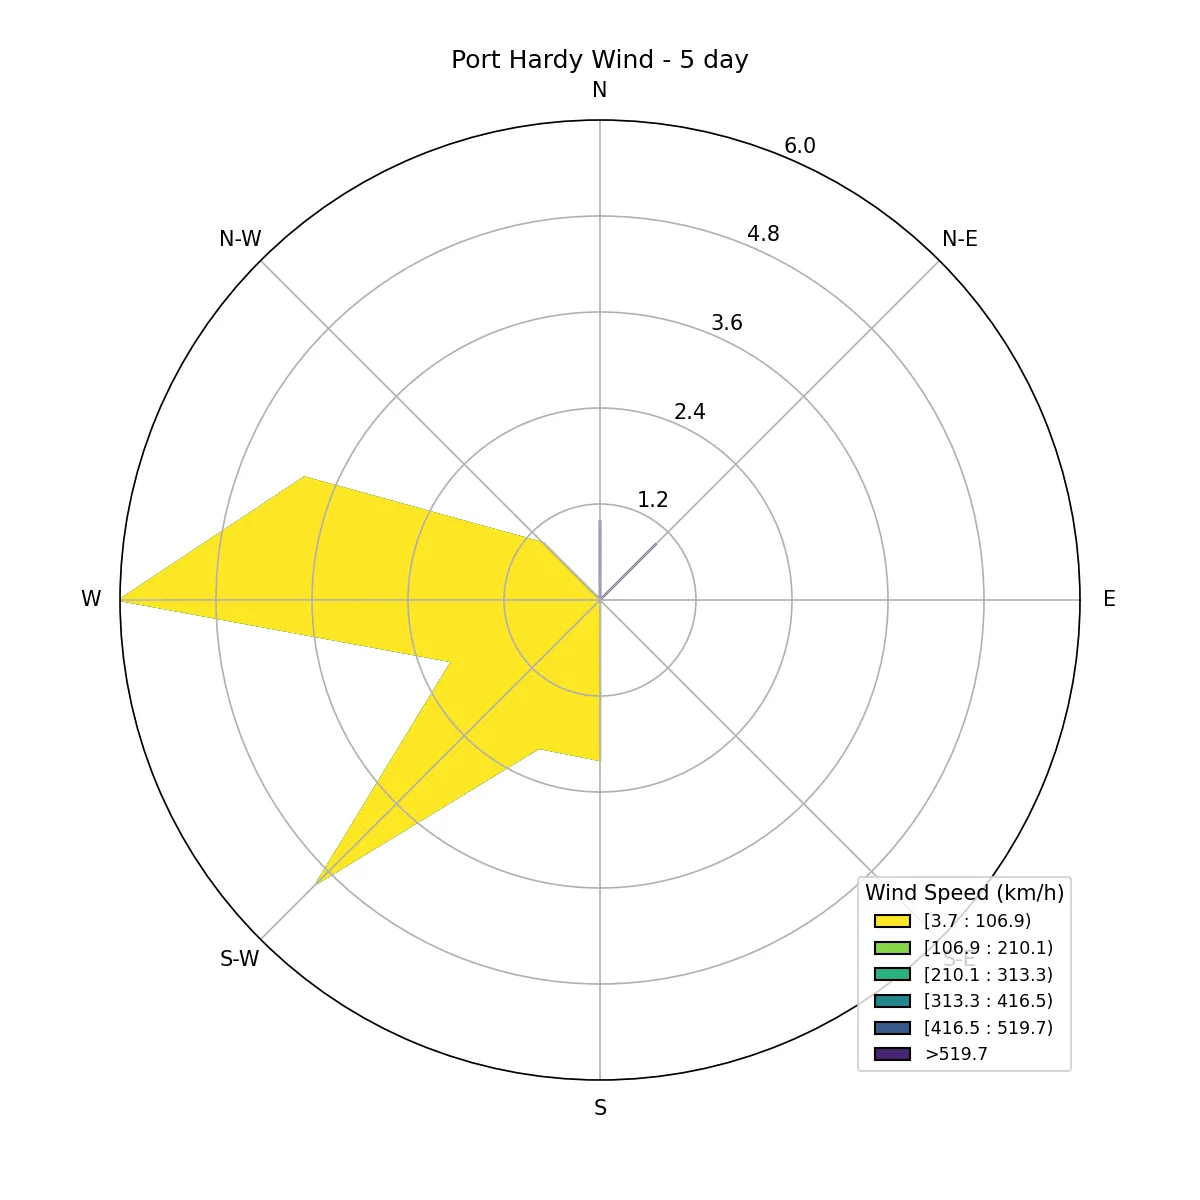 Port Hardy Wind - 5 day
N
6.0
N-W
N-E
4.8
3.6
2.4
1.2
W
E
S-W
S-E
S
Wind Speed (km/h)
[3.7 : 106.9)
[106.9 : 210.1)
[210.1 : 313.3)
[313.3 : 416.5)
[416.5 : 519.7)
>519.7